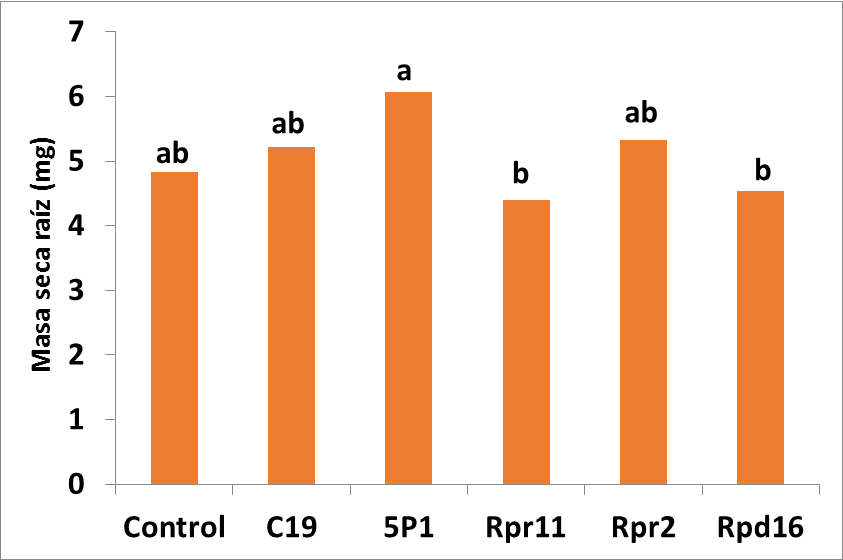 Masa seca raíz (mg)
7
6
5
4
3
2
1
0
ab
ab
a
b
ab
b
Control C19 5P1 Rpr11 Rpr2 Rpd16